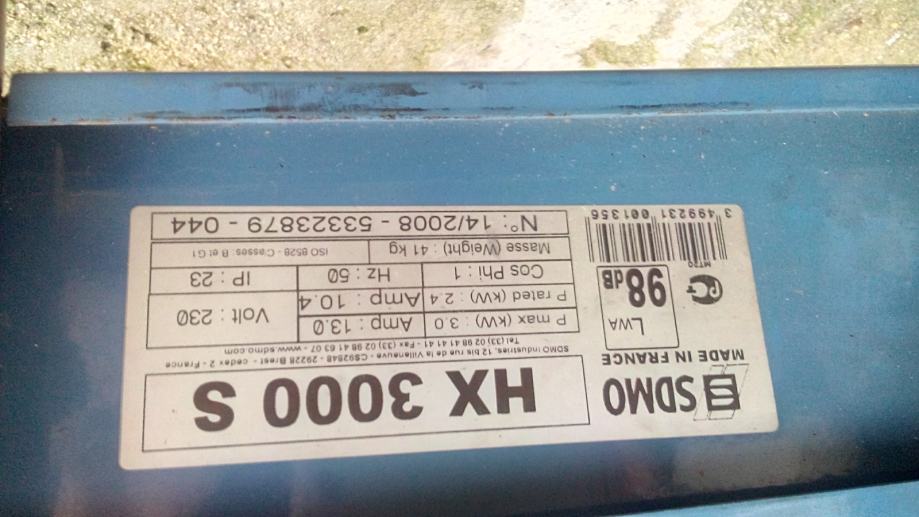 SDMO
MADE IN FRANCE
HX 3000 S
SDMO Industries, 12 bis rue de la Villeneuve - CS92848 - 29228 Brest - cedex 2 - France
Tel.(33) 02 98 41 41 41 - Fax - (33) 02 98 41 63 07 - www.sdmo.com
LWA
98dB
P max (kW) : 3.0
Amp : 13.0
Volt : 230
P rated (kW) : 2.4
Amp : 10.4
Cos Phi : 1
Hz : 50
IP : 23
Masse (Weight) : 41 kg
ISO 8528 - Classes B et G1
N° : 14/2008 - 53323879 - 044
MT20
3 499231 001356